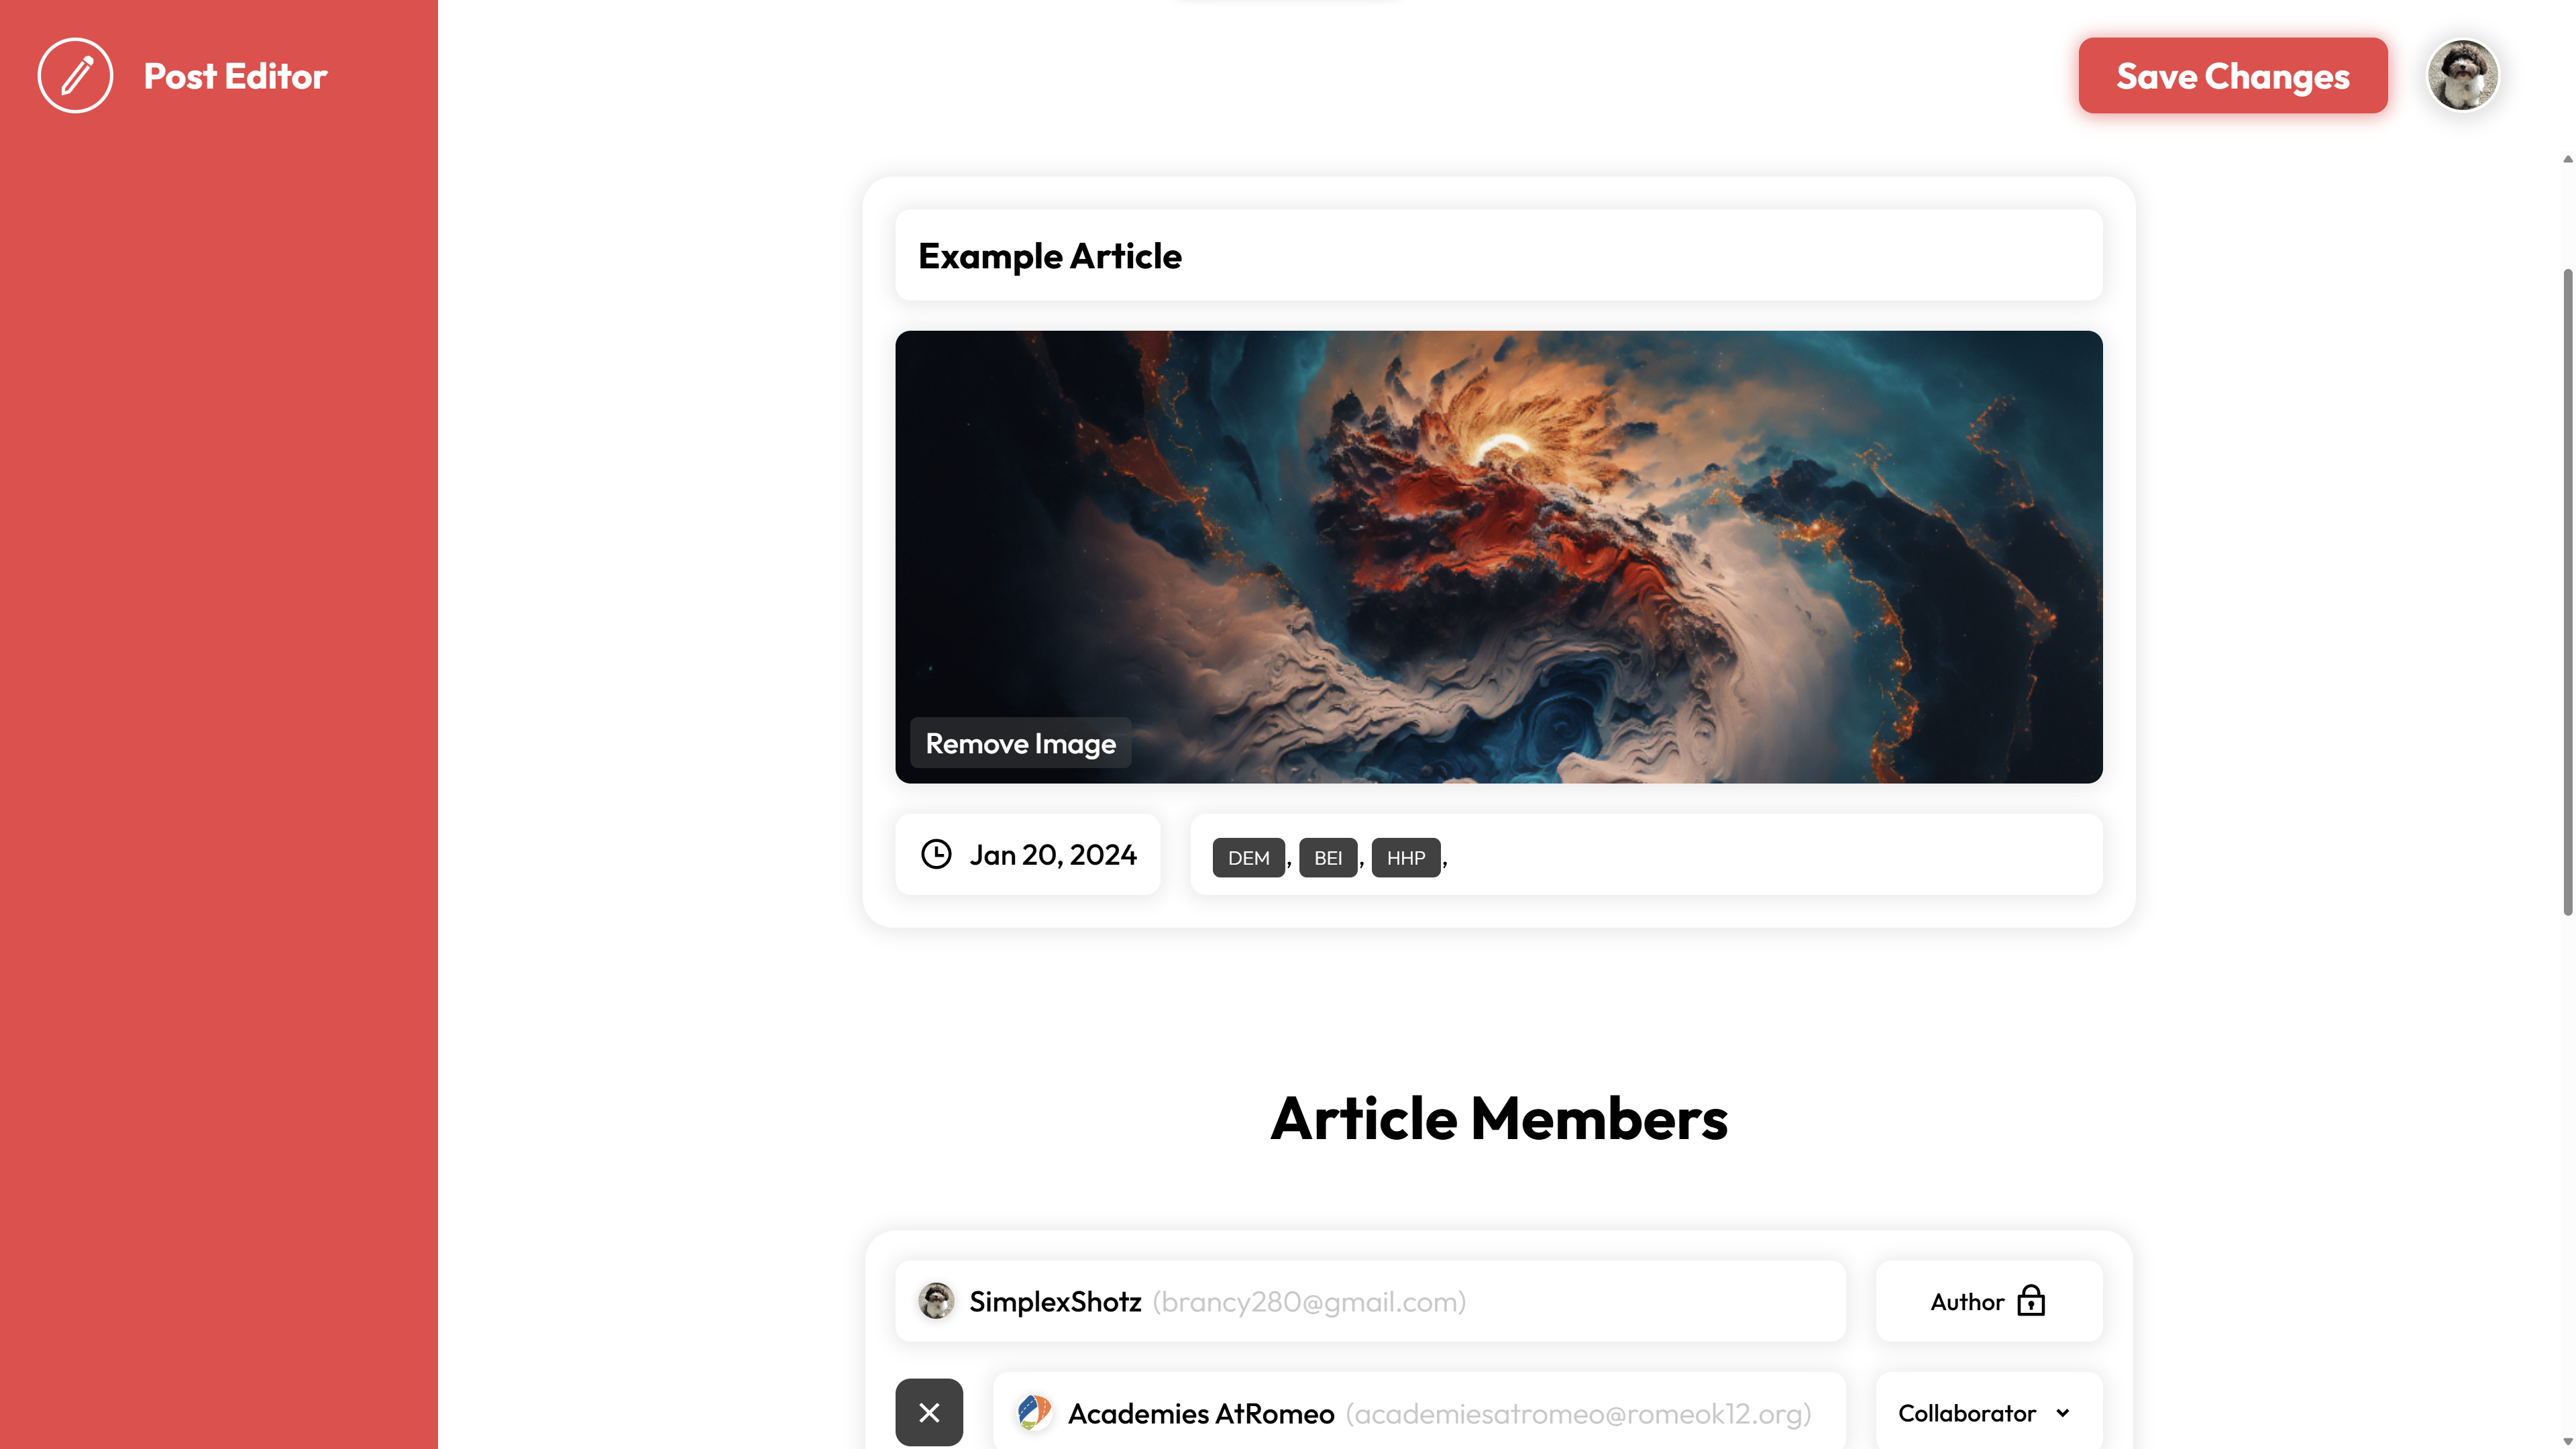 Post Editor
Save Changes
Example Article
Remove Image
Jan 20, 2024
DEM, BEI, HHP,
Article Members
SimplexShotz (brancy280@gmail.com)
Author
Academies AtRomeo (academiesatromeo@romeok12.org)
Collaborator